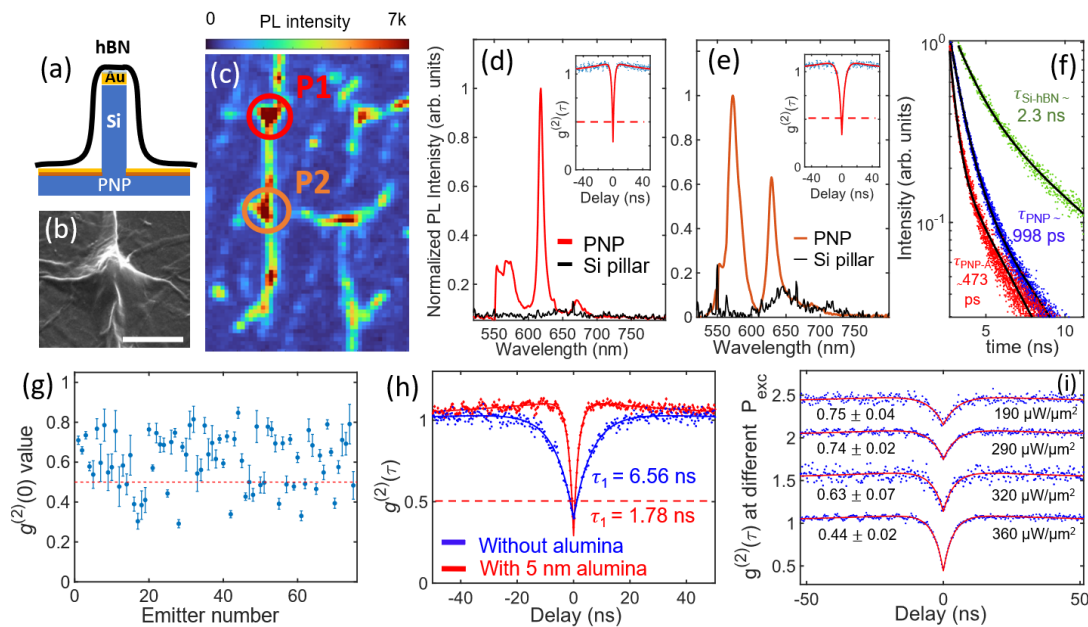 (a)
hBN
Au
Si
PNP
(b)
0 PL intensity 7k
(c)
P1
P2
(d)
Normalized PL Intenisty (arb. units)
1
0.8
0.6
0.4
0.2
550 600 650 700 750
Wavelength (nm)
PNP
Si pillar
g(2)(τ)
1
0
-40 0 40
Delay (ns)
(e)
1
0.8
0.6
0.4
0.2
0
550 600 650 700 750
Wavelength (nm)
PNP
Si pillar
g(2)(τ)
1
0
-40 0 40
Delay (ns)
(f)
Intensity (arb. units)
10^0
10^-1
5 10
time (ns)
τSi-hBN ~
2.3 ns
τPNP ~
998 ps
τPNP-A
~473
ps
(g)
g(2)(0) value
1
0.8
0.6
0.4
0.2
0
0 20 40 60
Emitter number
(h)
g(2)(τ)
1
0.5
0
-40 -20 0 20 40
Delay (ns)
τ1 = 6.56 ns
τ1 = 1.78 ns
Without alumina
With 5 nm alumina
(i)
g(2)(τ) at different Pexc
2.5
2
1.5
1
0.5
-50 0 50
Delay (ns)
0.75 ± 0.04 190 μW/μm²
0.74 ± 0.02 290 μW/μm²
0.63 ± 0.07 320 μW/μm²
0.44 ± 0.02 360 μW/μm²